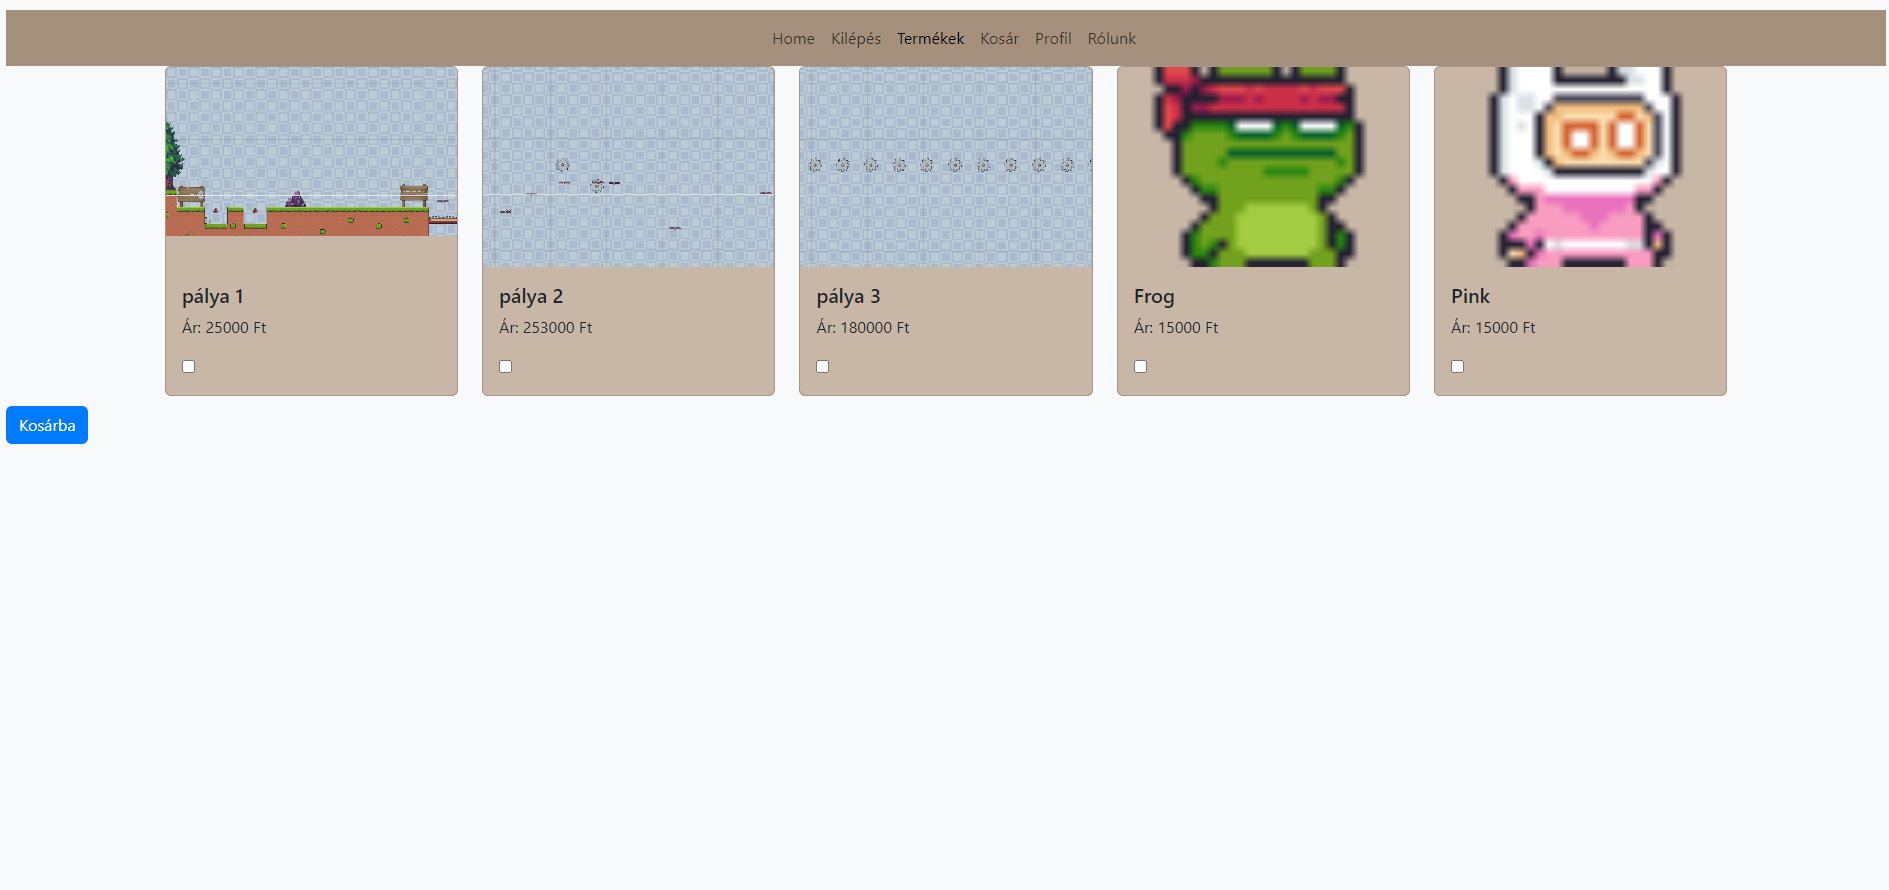 Home Kilépés Termékek Kosár Profil Rólunk
pálya 1
Ár: 25000 Ft
pálya 2
Ár: 253000 Ft
pálya 3
Ár: 180000 Ft
Frog
Ár: 15000 Ft
Pink
Ár: 15000 Ft
Kosárba